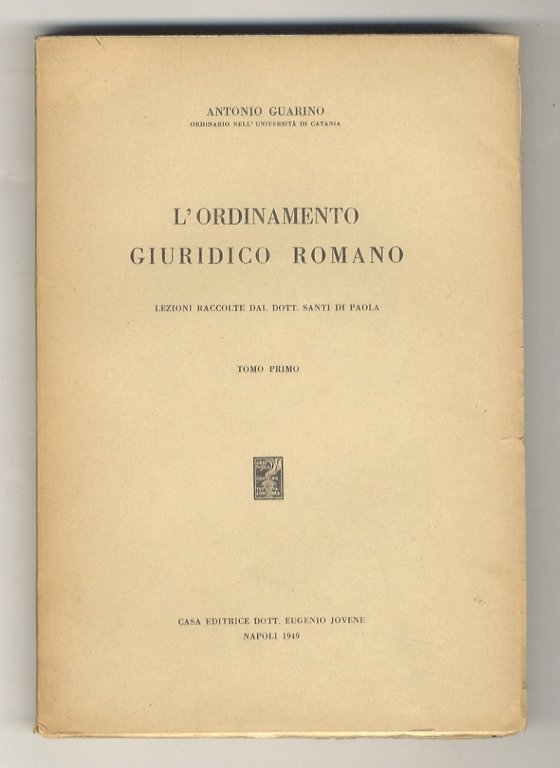 ANTONIO GUARINO
ORDINARIO NELL'UNIVERSITÀ DI CATANIA
L'ORDINAMENTO
GIURIDICO ROMANO
LEZIONI RACCOLTE DAL DOTT. SANTI DI PAOLA
TOMO PRIMO
CASA EDITRICE DOTT. EUGENIO JOVENE
NAPOLI 1949